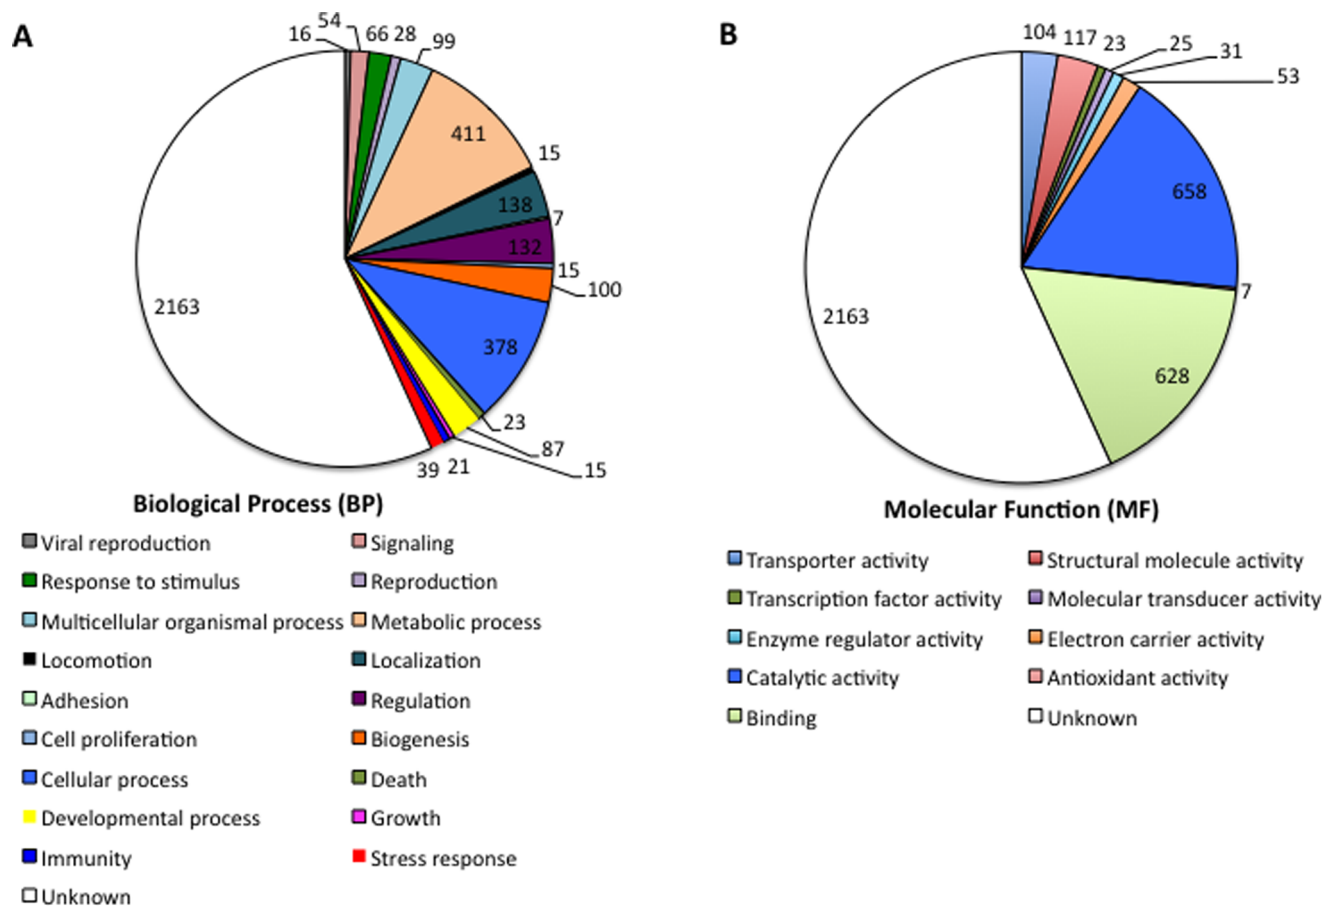 A
54
16
66
28
99
411
15
138
7
132
15
100
378
23
87
15
21
39
2163
Biological Process (BP)
Viral reproduction
Signaling
Response to stimulus
Reproduction
Multicellular organismal process
Metabolic process
Locomotion
Localization
Adhesion
Regulation
Cell proliferation
Biogenesis
Cellular process
Death
Developmental process
Growth
Immunity
Stress response
Unknown
B
104
117
23
25
31
53
658
7
628
2163
Molecular Function (MF)
Transporter activity
Structural molecule activity
Transcription factor activity
Molecular transducer activity
Enzyme regulator activity
Electron carrier activity
Catalytic activity
Antioxidant activity
Binding
Unknown